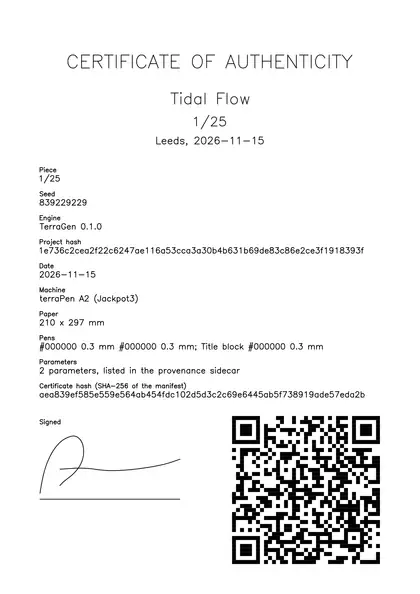 CERTIFICATE OF AUTHENTICITY
Tidal Flow
1/25
Leeds, 2026-11-15
Piece
1/25
Seed
839229229
Engine
TerraGen 0.1.0
Project hash
1e736c2cea2f22c6247ae116a53cca3a30b4b631b69de83c86e2ce3f1918393f
Date
2026-11-15
Machine
terraPen A2 (Jackpot3)
Paper
210 x 297 mm
Pens
#000000 0.3 mm #000000 0.3 mm; Title block #000000 0.3 mm
Parameters
2 parameters, listed in the provenance sidecar
Certificate hash (SHA-256 of the manifest)
aea839ef585e559e564ab454fdc102d5d3c2c69e6445ab5f738919ade57eda2b
Signed